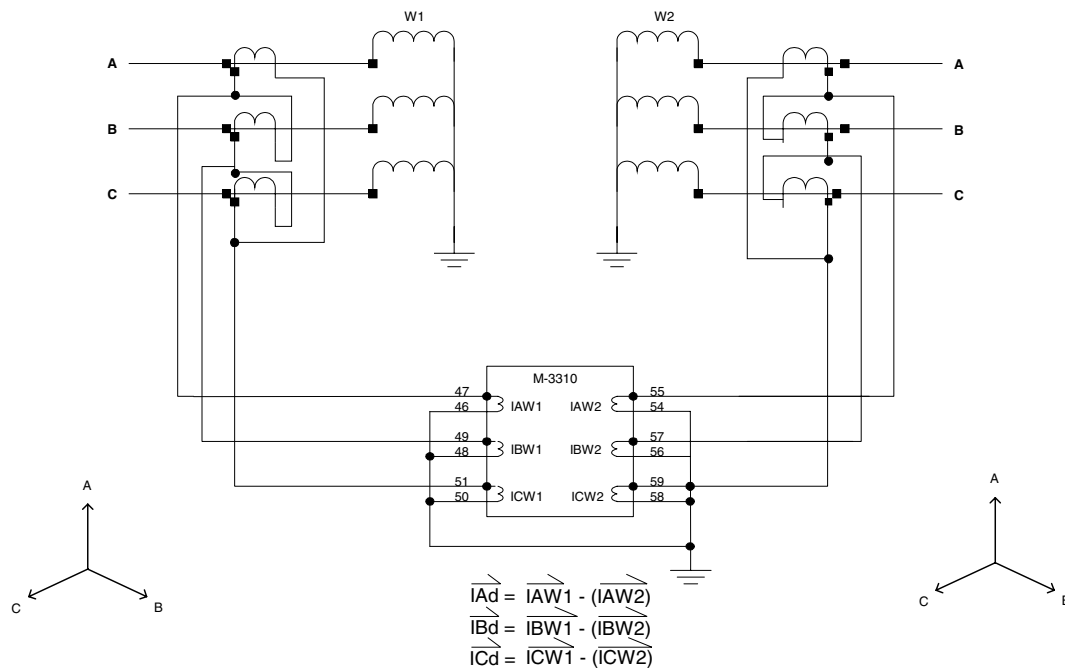 W1 W2
A A
B B
C C
M-3310
47 55
46 IAW1 IAW2 54
49 57
48 IBW1 IBW2 56
51 59
50 ICW1 ICW2 58
A A
C B C B
IAd = IAW1 - (IAW2)
IBd = IBW1 - (IBW2)
ICd = ICW1 - (ICW2)